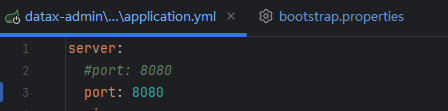 datax-admin\...\application.yml × bootstrap.properties
1 server:
2 #port: 8080
3 port: 8080